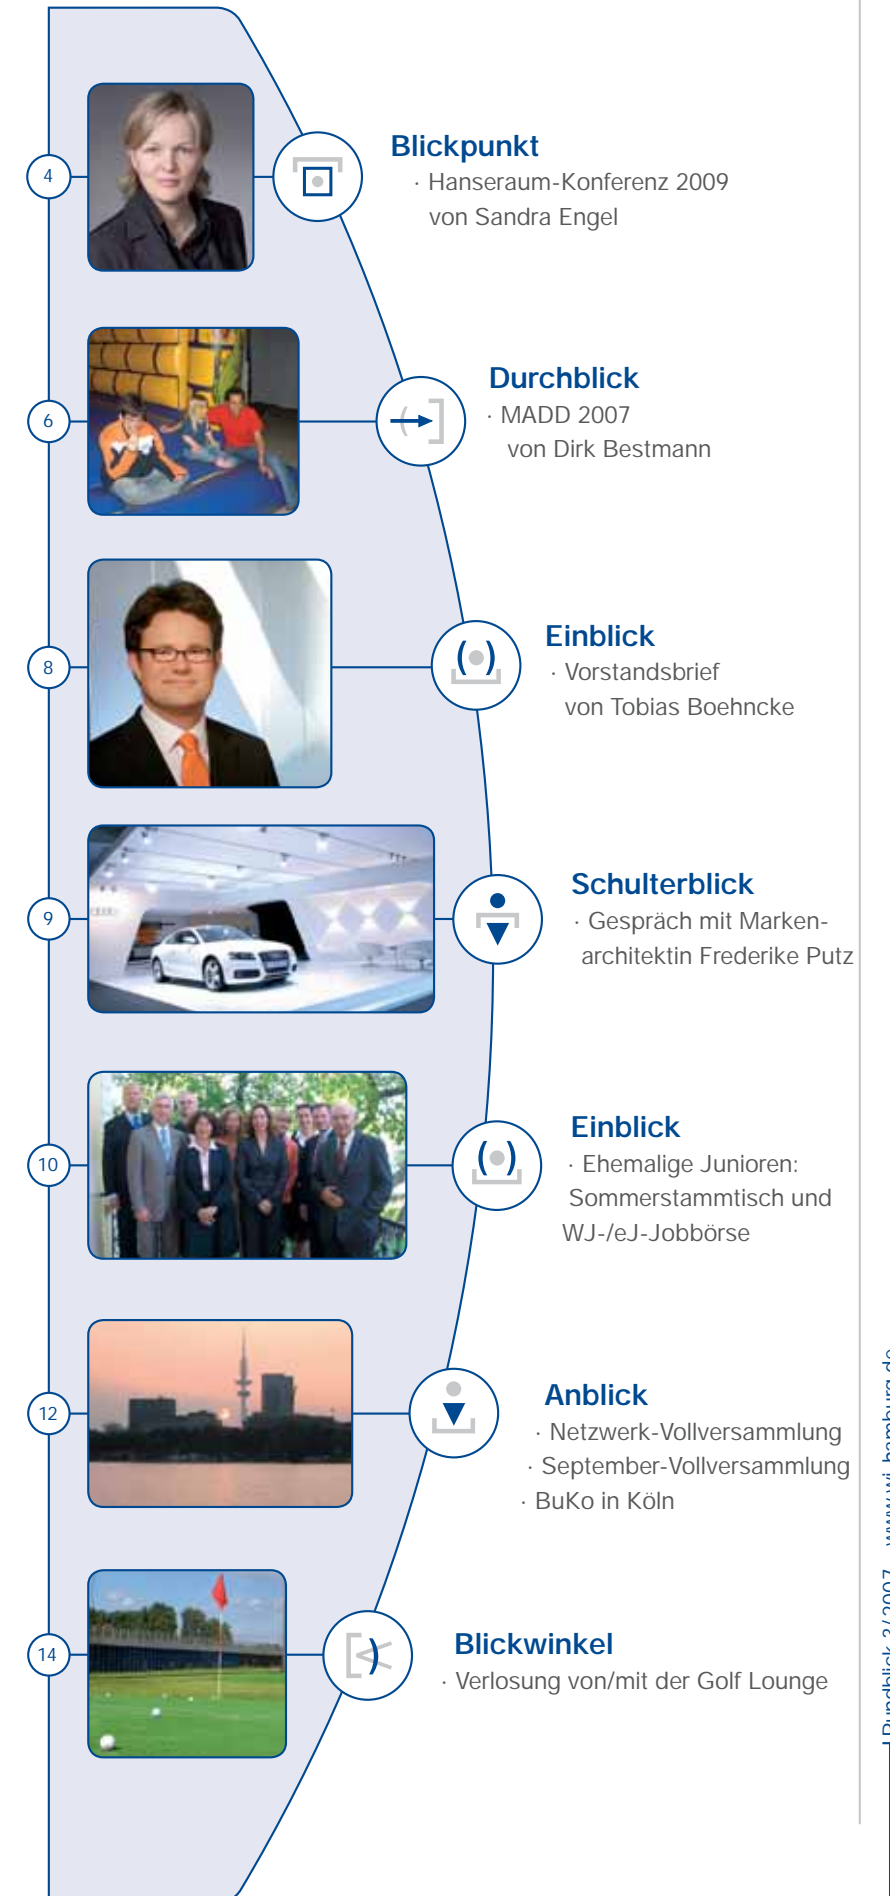 4
Blickpunkt
· Hanseraum-Konferenz 2009
von Sandra Engel
6
Durchblick
· MADD 2007
von Dirk Bestmann
8
Einblick
· Vorstandsbrief
von Tobias Boehncke
9
Schulterblick
· Gespräch mit Marken-
architektin Frederike Putz
10
Einblick
· Ehemalige Junioren:
Sommerstammtisch und
WJ-/eJ-Jobbörse
12
Anblick
· Netzwerk-Vollversammlung
· September-Vollversammlung
· BuKo in Köln
14
Blickwinkel
· Verlosung von/mit der Golf Lounge